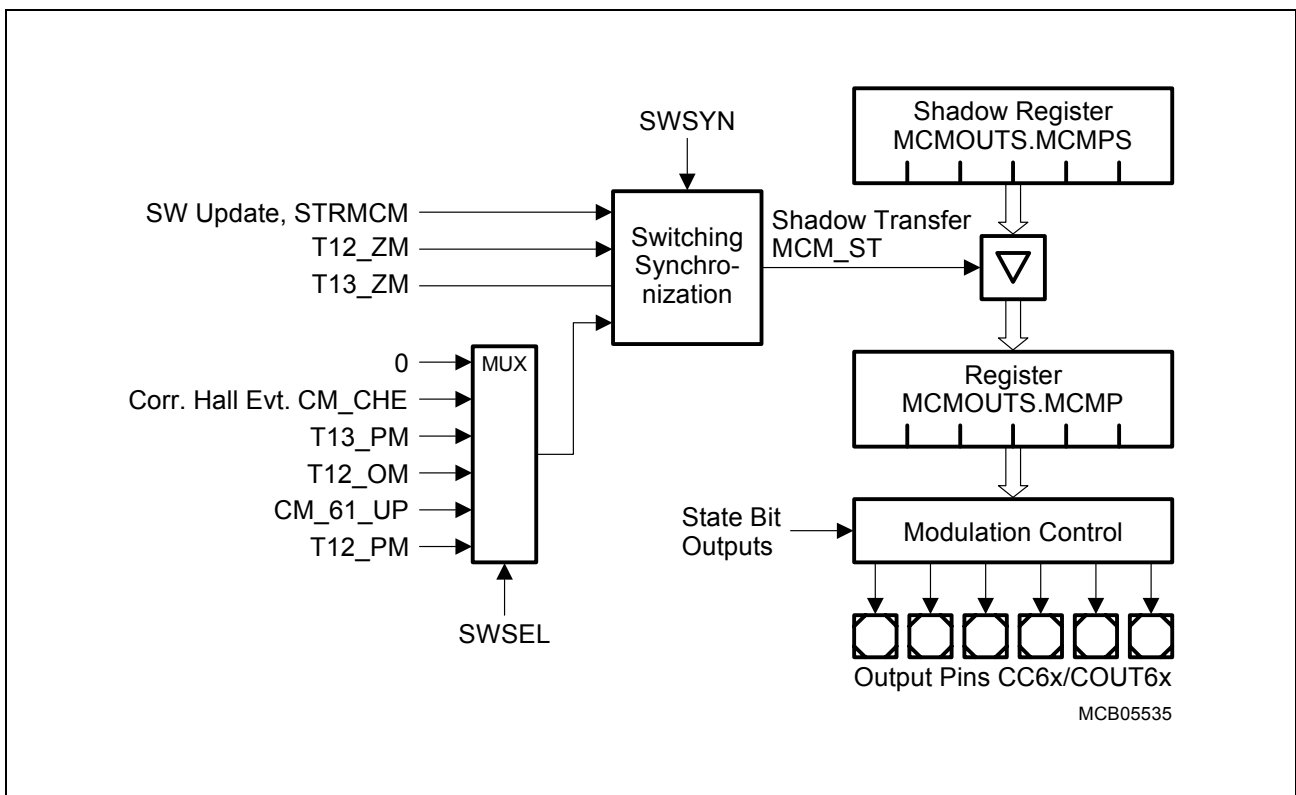 SWSYN
SW Update, STRMCM
T12_ZM
T13_ZM
Switching
Synchro-
nization
0
Corr. Hall Evt. CM_CHE
T13_PM
T12_OM
CM_61_UP
T12_PM
MUX
SWSEL
Shadow Transfer
MCM_ST
Shadow Register
MCMOUTS.MCMPS
Register
MCMOUTS.MCMP
State Bit
Outputs
Modulation Control
Output Pins CC6x/COUT6x
MCB05535